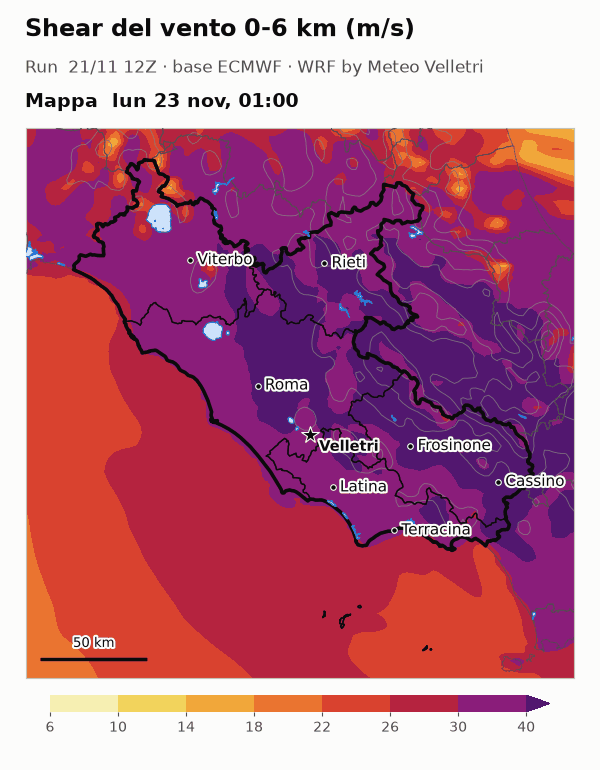 Shear del vento 0-6 km (m/s)
Run 21/11 12Z · base ECMWF · WRF by Meteo Velletri
Mappa lun 23 nov, 01:00
Viterbo
Rieti
Roma
Velletri
Frosinone
Cassino
Latina
Terracina
50 km
6 10 14 18 22 26 30 40